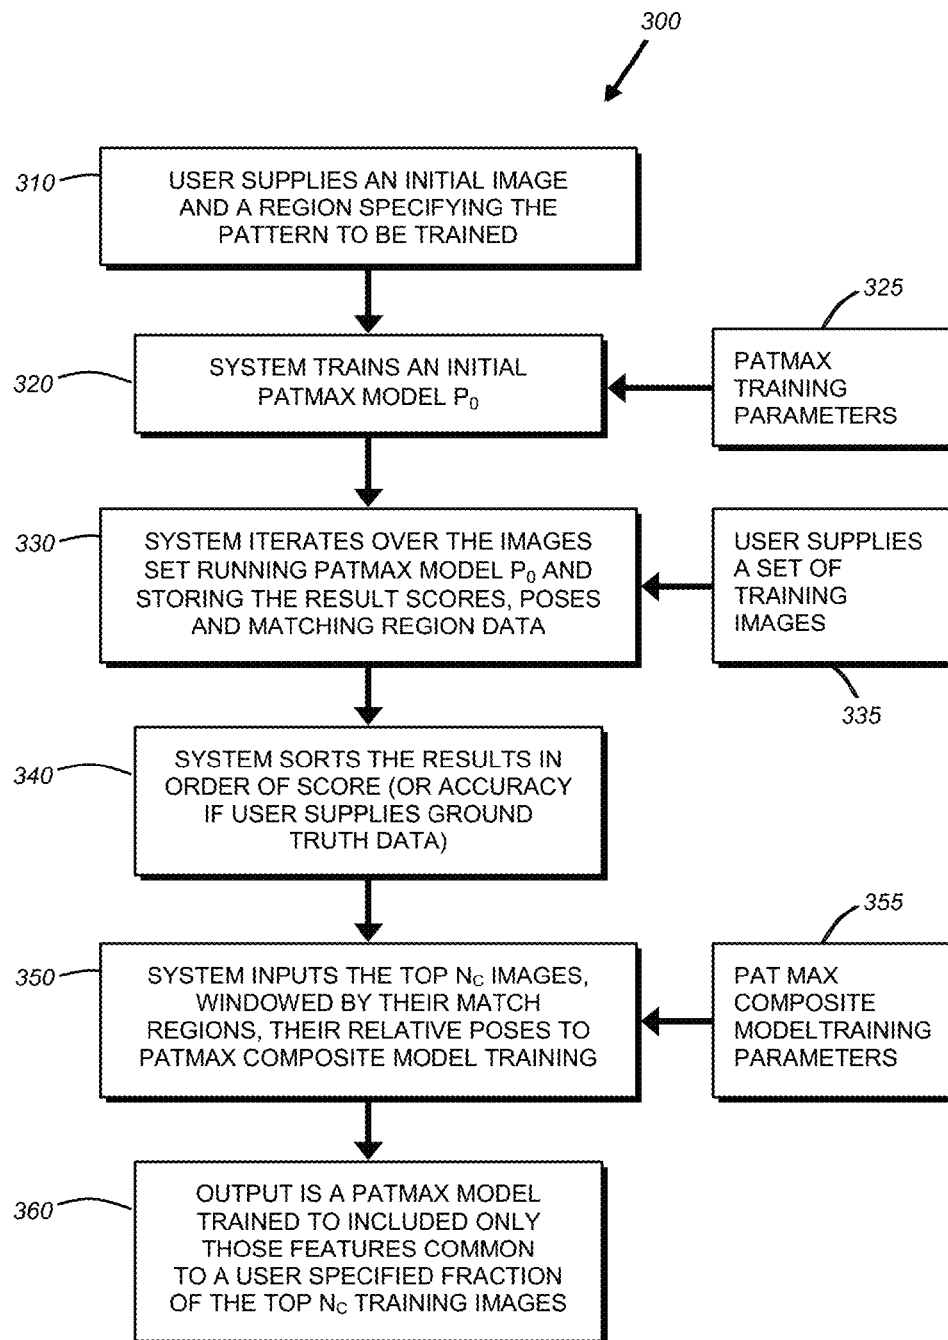 300
310
USER SUPPLIES AN INITIAL IMAGE
AND A REGION SPECIFYING THE
PATTERN TO BE TRAINED
320
SYSTEM TRAINS AN INITIAL
PATMAX MODEL P0
325
PATMAX
TRAINING
PARAMETERS
330
SYSTEM ITERATES OVER THE IMAGES
SET RUNNING PATMAX MODEL P0 AND
STORING THE RESULT SCORES, POSES
AND MATCHING REGION DATA
USER SUPPLIES
A SET OF
TRAINING
IMAGES
335
340
SYSTEM SORTS THE RESULTS IN
ORDER OF SCORE (OR ACCURACY
IF USER SUPPLIES GROUND
TRUTH DATA)
350
SYSTEM INPUTS THE TOP NC IMAGES,
WINDOWED BY THEIR MATCH
REGIONS, THEIR RELATIVE POSES TO
PATMAX COMPOSITE MODEL TRAINING
355
PAT MAX
COMPOSITE
MODELTRAINING
PARAMETERS
360
OUTPUT IS A PATMAX MODEL
TRAINED TO INCLUDED ONLY
THOSE FEATURES COMMON
TO A USER SPECIFIED FRACTION
OF THE TOP NC TRAINING IMAGES